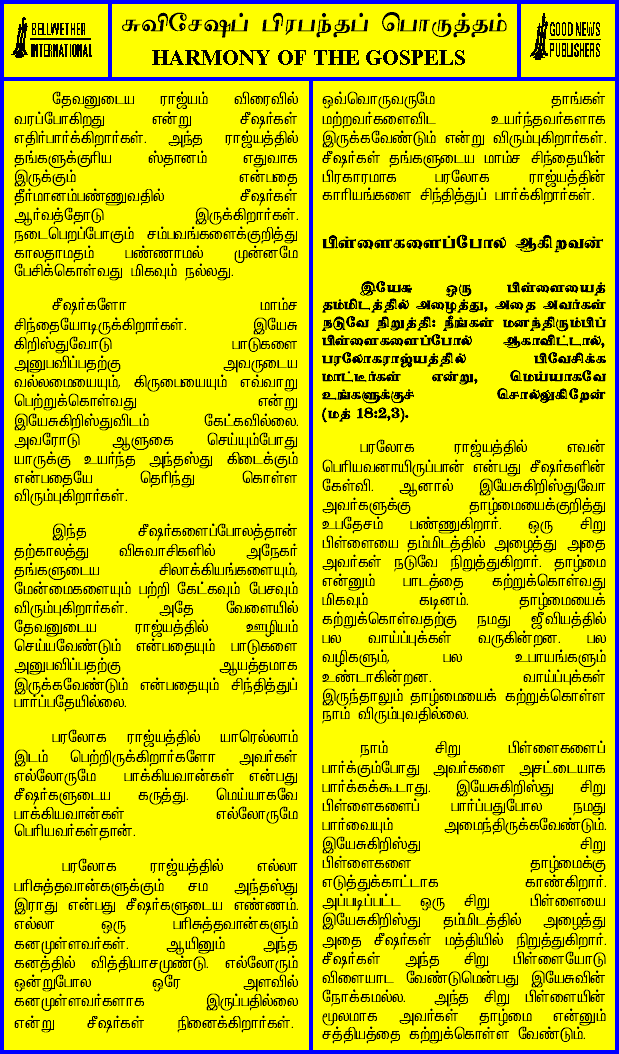 BELLWETHER
INTERNATIONAL
சுவிசேஷப் பிரபந்தப் பொருத்தம்
HARMONY OF THE GOSPELS
GOOD NEWS
PUBLISHERS
தேவனுடைய ராஜ்யம் விரைவில்
வரப்போகிறது என்று சீஷர்கள்
எதிர்பார்க்கிறார்கள். அந்த ராஜ்யத்தில்
தங்களுக்குரிய ஸ்தானம் எதுவாக
இருக்கும் என்பதை
தீர்மானம்பண்ணுவதில் சீஷர்கள்
ஆர்வத்தோடு இருக்கிறார்கள்.
நடைபெறப்போகும் சம்பவங்களைக்குறித்து
காலதாமதம் பண்ணாமல் முன்னமே
பேசிக்கொள்வது மிகவும் நல்லது.
சீஷர்களோ மாம்ச
சிந்தையோடிருக்கிறார்கள். இயேசு
கிறிஸ்துவோடு பாடுகளை
அனுபவிப்பதற்கு அவருடைய
வல்லமையையும், கிருபையையும் எவ்வாறு
பெற்றுக்கொள்வது என்று
இயேசுகிறிஸ்துவிடம் கேட்கவில்லை.
அவரோடு ஆளுகை செய்யும்போது
யாருக்கு உயர்ந்த அந்தஸ்து கிடைக்கும்
என்பதையே தெரிந்து கொள்ள
விரும்புகிறார்கள்.
இந்த சீஷர்களைப்போலத்தான்
தற்காலத்து விசுவாசிகளில் அநேகர்
தங்களுடைய சிலாக்கியங்களையும்,
மேன்மைகளையும் பற்றி கேட்கவும் பேசவும்
விரும்புகிறார்கள். அதே வேளையில்
தேவனுடைய ராஜ்யத்தில் ஊழியம்
செய்யவேண்டும் என்பதையும் பாடுகளை
அனுபவிப்பதற்கு ஆயத்தமாக
இருக்கவேண்டும் என்பதையும் சிந்தித்துப்
பார்ப்பதேயில்லை.
பரலோக ராஜ்யத்தில் யாரெல்லாம்
இடம் பெற்றிருக்கிறார்களோ அவர்கள்
எல்லோருமே பாக்கியவான்கள் என்பது
சீஷர்களுடைய கருத்து. மெய்யாகவே
பாக்கியவான்கள் எல்லோருமே
பெரியவர்கள்தான்.
பரலோக ராஜ்யத்தில் எல்லா
பரிசுத்தவான்களுக்கும் சம அந்தஸ்து
இராது என்பது சீஷர்களுடைய எண்ணம்.
எல்லா ஒரு பரிசுத்தவான்களும்
கனமுள்ளவர்கள். ஆயினும் அந்த
கனத்தில் வித்தியாசமுண்டு. எல்லோரும்
ஒன்றுபோல ஒரே அளவில்
கனமுள்ளவர்களாக இருப்பதில்லை
என்று சீஷர்கள் நினைக்கிறார்கள்.
ஒவ்வொருவருமே தாங்கள்
மற்றவர்களைவிட உயர்ந்தவர்களாக
இருக்கவேண்டும் என்று விரும்புகிறார்கள்.
சீஷர்கள் தங்களுடைய மாம்ச சிந்தையின்
பிரகாரமாக பரலோக ராஜ்யத்தின்
காரியங்களை சிந்தித்துப் பார்க்கிறார்கள்.
பிள்ளைகளைப்போல் ஆகிறவன்
இயேசு ஒரு பிள்ளையைத்
தம்மிடத்தில் அழைத்து, அதை அவர்கள்
நடுவே நிறுத்தி: நீங்கள் மனந்திரும்பிப்
பிள்ளைகளைப்போல் ஆகாவிட்டால்,
பரலோகராஜ்யத்தில் பிவேசிக்க
மாட்டீர்கள் என்று, மெய்யாகவே
உங்களுக்குச் சொல்லுகிறேன்
(மத் 18:2,3).
பரலோக ராஜ்யத்தில் எவன்
பெரியவனாயிருப்பான் என்பது சீஷர்களின்
கேள்வி. ஆனால் இயேசுகிறிஸ்துவோ
அவர்களுக்கு தாழ்மையைக்குறித்து
உபதேசம் பண்ணுகிறார். ஒரு சிறு
பிள்ளையை தம்மிடத்தில் அழைத்து அதை
அவர்கள் நடுவே நிறுத்துகிறார். தாழ்மை
என்னும் பாடத்தை கற்றுக்கொள்வது
மிகவும் கடினம். தாழ்மையைக்
கற்றுக்கொள்வதற்கு நமது ஜீவியத்தில்
பல வாய்ப்புக்கள் வருகின்றன. பல
வழிகளும், பல உபாயங்களும்
உண்டாகின்றன. வாய்ப்புக்கள்
இருந்தாலும் தாழ்மையைக் கற்றுக்கொள்ள
நாம் விரும்புவதில்லை.
நாம் சிறு பிள்ளைகளைப்
பார்க்கும்போது அவர்களை அசட்டையாக
பார்க்கக்கூடாது. இயேசுகிறிஸ்து சிறு
பிள்ளைகளைப் பார்ப்பதுபோல நமது
பார்வையும் அமைந்திருக்கவேண்டும்.
இயேசுகிறிஸ்து சிறு
பிள்ளைகளை தாழ்மைக்கு
எடுத்துக்காட்டாக காண்கிறார்.
அப்படிப்பட்ட ஒரு சிறு பிள்ளையை
இயேசுகிறிஸ்து தம்மிடத்தில் அழைத்து
அதை சீஷர்கள் மத்தியில் நிறுத்துகிறார்.
சீஷர்கள் அந்த சிறு பிள்ளையோடு
விளையாட வேண்டுமென்பது இயேசுவின்
நோக்கமல்ல. அந்த சிறு பிள்ளையின்
மூலமாக அவர்கள் தாழ்மை என்னும்
சத்தியத்தை கற்றுக்கொள்ள வேண்டும்.